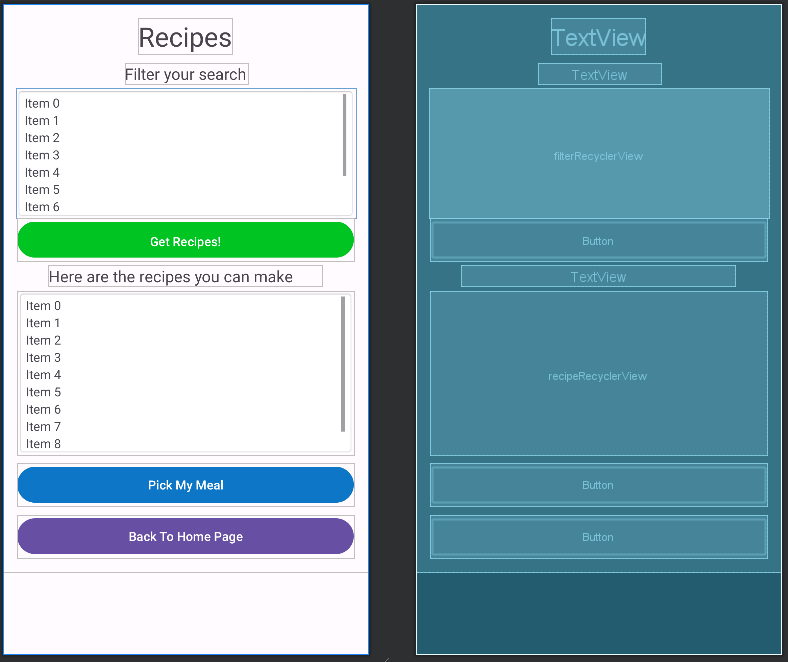 Recipes
Filter your search
Item 0
Item 1
Item 2
Item 3
Item 4
Item 5
Item 6
Get Recipes!
Here are the recipes you can make
Item 0
Item 1
Item 2
Item 3
Item 4
Item 5
Item 6
Item 7
Item 8
Pick My Meal
Back To Home Page
TextView
TextView
filterRecyclerView
Button
TextView
recipeRecyclerView
Button
Button